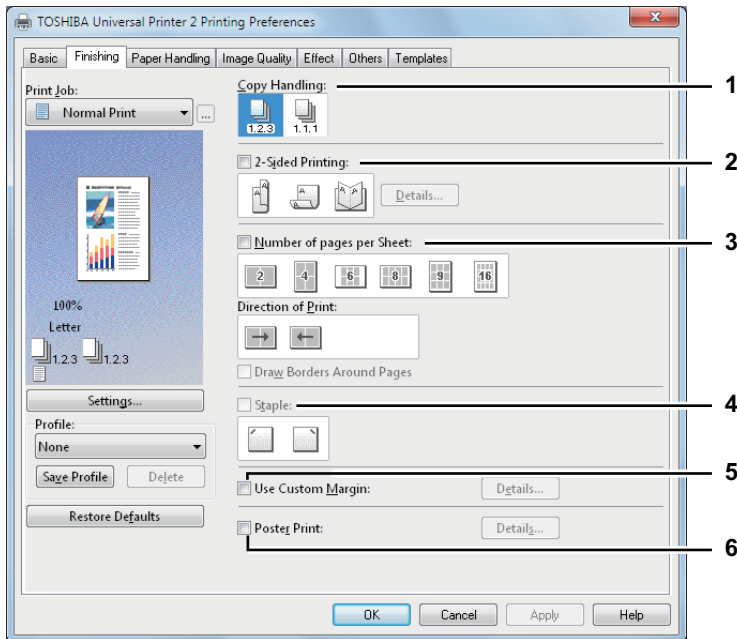 TOSHIBA Universal Printer 2 Printing Preferences
Basic Finishing Paper Handling Image Quality Effect Others Templates
Print Job:
Normal Print
...
100%
Letter
1.2.3 1.2.3
Settings...
Profile:
None
Save Profile Delete
Restore Defaults
Copy Handling:
1.2.3 1.1.1
1
2-Sided Printing:
2
A A A A
Details...
Number of pages per Sheet:
3
2 4 6 8 9 16
Direction of Print:
Draw Borders Around Pages
Staple:
4
5
Use Custom Margin: Details...
Poster Print: Details...
6
OK Cancel Apply Help